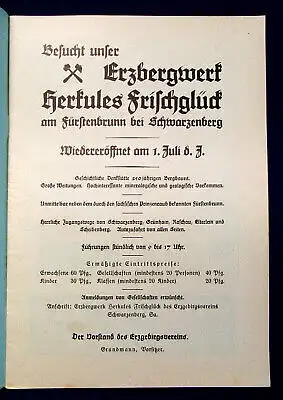 Besucht unser
Erzbergwerk
Herkules Frischglück
am Fürstenbrunn bei Schwarzenberg
Wiedereröffnet am 1. Juli d. J.
Geschichtliche Denkstätte 400jährigen Bergbaues.
Große Weitungen. Hochinteressante mineralogische und geologische Vorkommen.
Unmittelbar neben dem durch den sächsischen Prinzenraub bekannten Fürstenbrunn.
Herrliche Zugangswege von Schwarzenberg, Grünhain, Raschau, Elterlein und
Scheibenberg. Autozufahrt von allen Seiten.
Führungen stündlich von 9 bis 17 Uhr.
Ermäßigte Eintrittspreise:
Erwachsene 60 Pfg., Gesellschaften (mindestens 20 Personen) 40 Pfg.
Kinder 30 Pfg., Klassen (mindestens 20 Kinder) 20 Pfg.
Anmeldungen von Gesellschaften erwünscht.
Anschrift: Erzbergwerk Herkules Frischglück des Erzgebirgsvereins
Schwarzenberg, Sa.
Der Vorstand des Erzgebirgsvereins.
Grundmann, Vorsitzer.